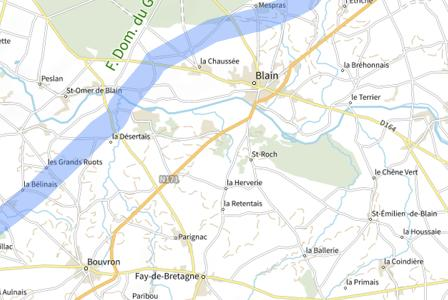 Mespras
l'Étriche
F. Dom. du G
la Chaussée
la Bréhonnais
Peslan
Blain
St-Omer de Blain
le Terrier
D164
la Désertais
St-Roch
les Grands Ruots
le Chêne Vert
N171
la Bélinais
la Herverie
la Retentais
St-Émilien-de-Blain
la Houssaie
Parignac
la Ballerie
Bouvron
la Coindière
Fay-de-Bretagne
la Primais
Aulnais
Paribou